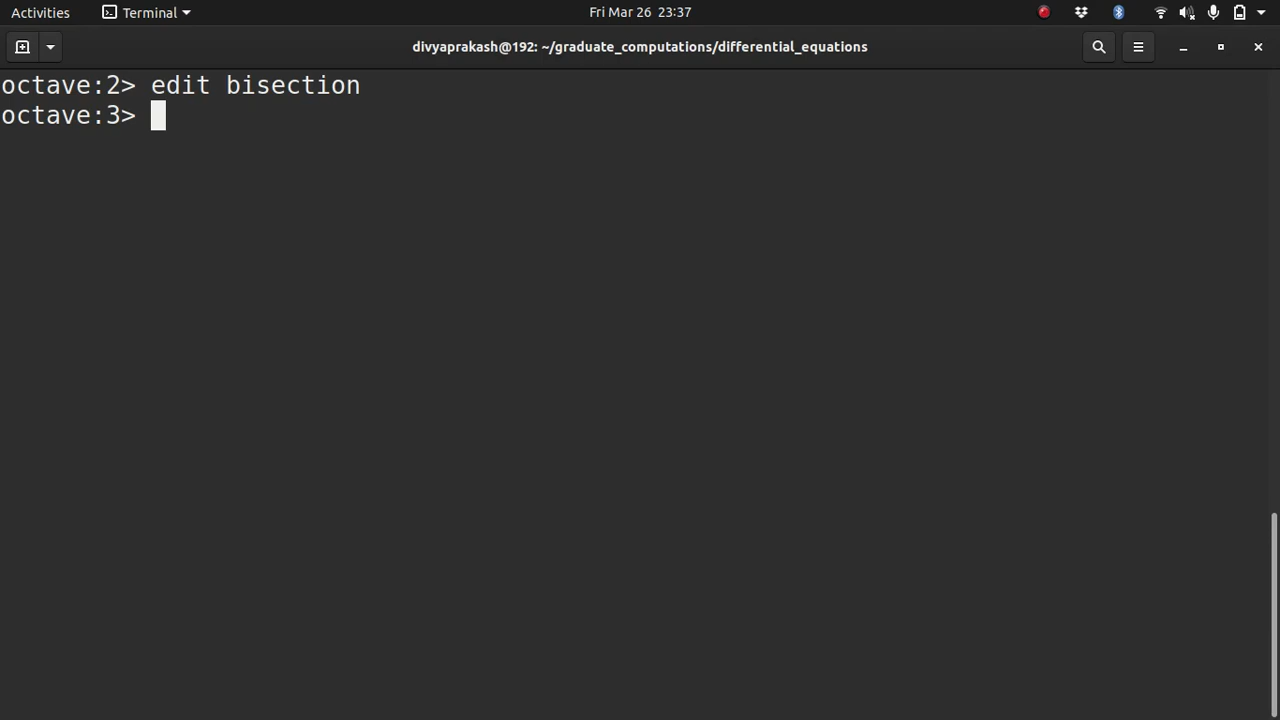 Activities Terminal Fri Mar 26 23:37
divyaprakash@192: ~/graduate_computations/differential_equations
octave:2> edit bisection
octave:3>